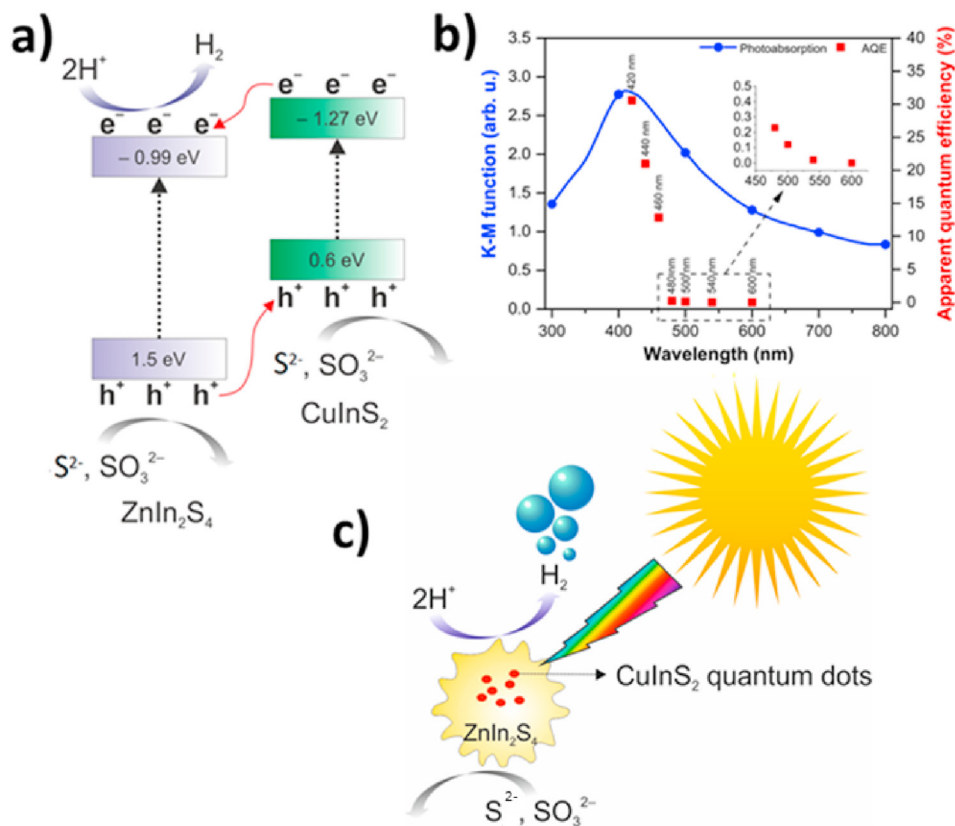 a)
2H⁺
H₂
e⁻ e⁻ e⁻
– 0.99 eV
1.5 eV
h⁺ h⁺ h⁺
S²⁻, SO₃²⁻
ZnIn₂S₄
e⁻ e⁻ e⁻
– 1.27 eV
0.6 eV
h⁺ h⁺ h⁺
S²⁻, SO₃²⁻
CuInS₂
b)
Photoabsorption
AQE
K-M function (arb. u.)
3.5
3.0
2.5
2.0
1.5
1.0
0.5
0.0
300 400 500 600 700 800
Wavelength (nm)
Apparent quantum efficiency (%)
40
35
30
25
20
15
10
5
0
420 nm
440 nm
460 nm
480nm
500 nm
540 nm
600 nm
0.5
0.4
0.3
0.2
0.1
0.0
450 500 550 600
c)
2H⁺
H₂
CuInS₂ quantum dots
ZnIn₂S₄
S²⁻, SO₃²⁻